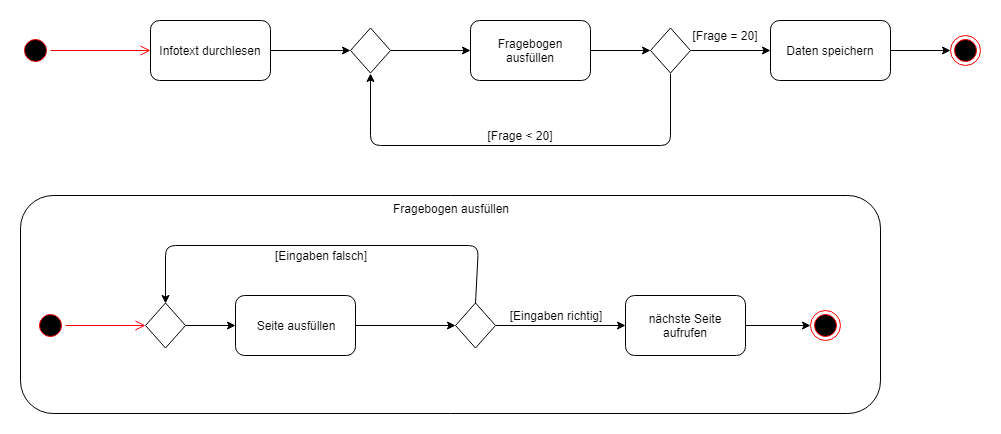 Infotext durchlesen
Fragebogen
ausfüllen
[Frage = 20]
Daten speichern
[Frage < 20]
Fragebogen ausfüllen
[Eingaben falsch]
Seite ausfüllen
[Eingaben richtig]
nächste Seite
aufrufen